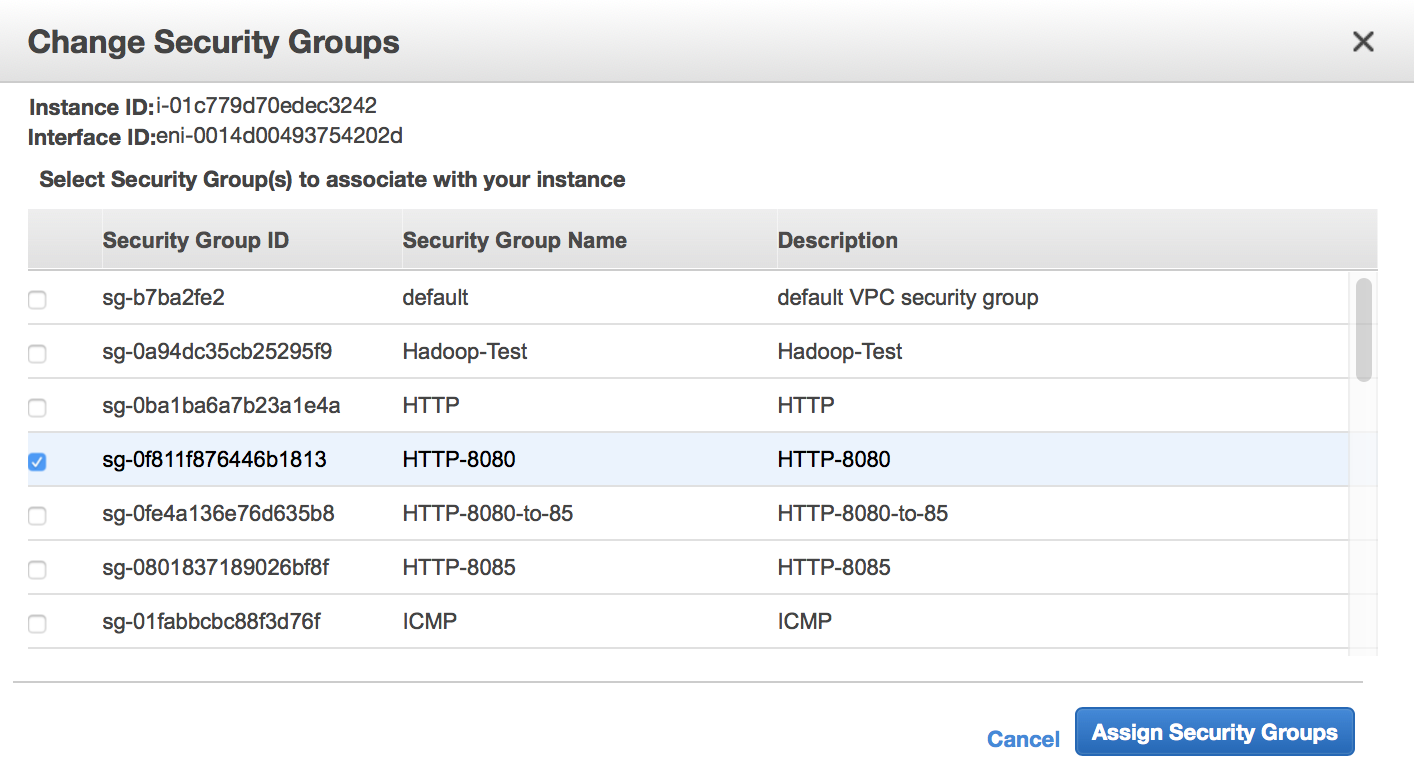 Change Security Groups
Instance ID:i-01c779d70edec3242
Interface ID:eni-0014d00493754202d
Select Security Group(s) to associate with your instance
Security Group ID Security Group Name Description
sg-b7ba2fe2 default default VPC security group
sg-0a94dc35cb25295f9 Hadoop-Test Hadoop-Test
sg-0ba1ba6a7b23a1e4a HTTP HTTP
sg-0f811f876446b1813 HTTP-8080 HTTP-8080
sg-0fe4a136e76d635b8 HTTP-8080-to-85 HTTP-8080-to-85
sg-0801837189026bf8f HTTP-8085 HTTP-8085
sg-01fabbcbc88f3d76f ICMP ICMP
Cancel Assign Security Groups